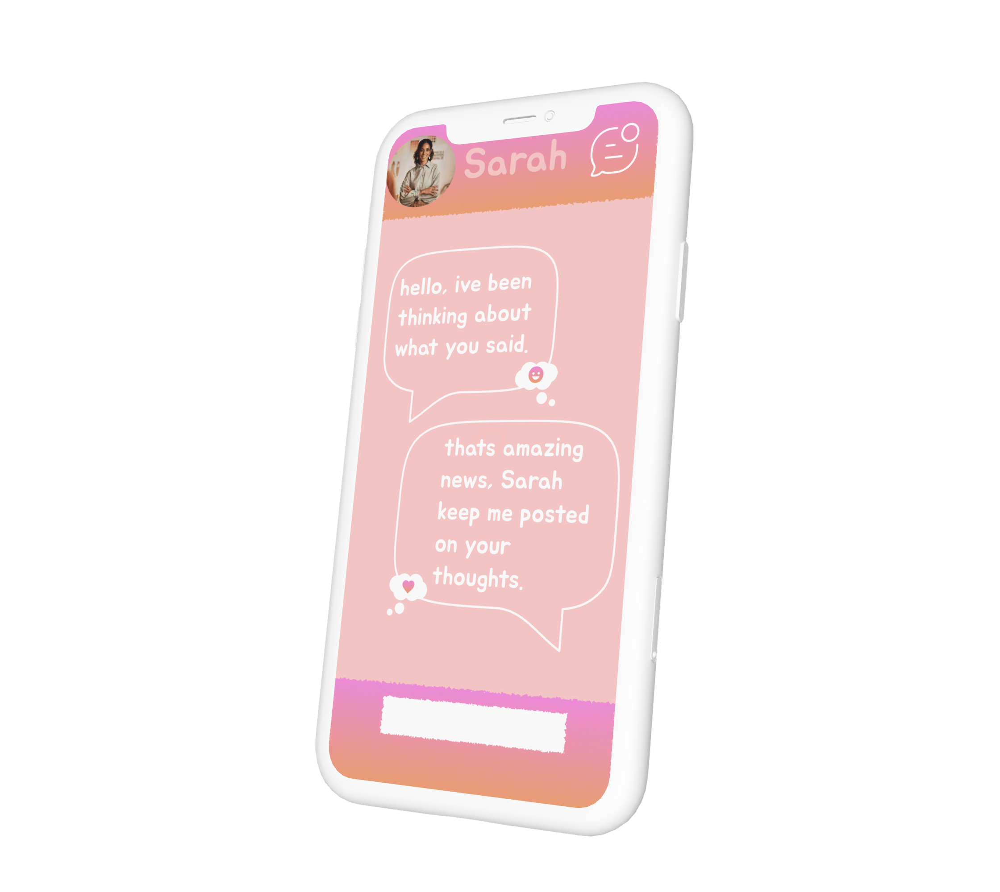 Sarah
hello, ive been
thinking about
what you said.
thats amazing
news, Sarah
keep me posted
on your
thoughts.